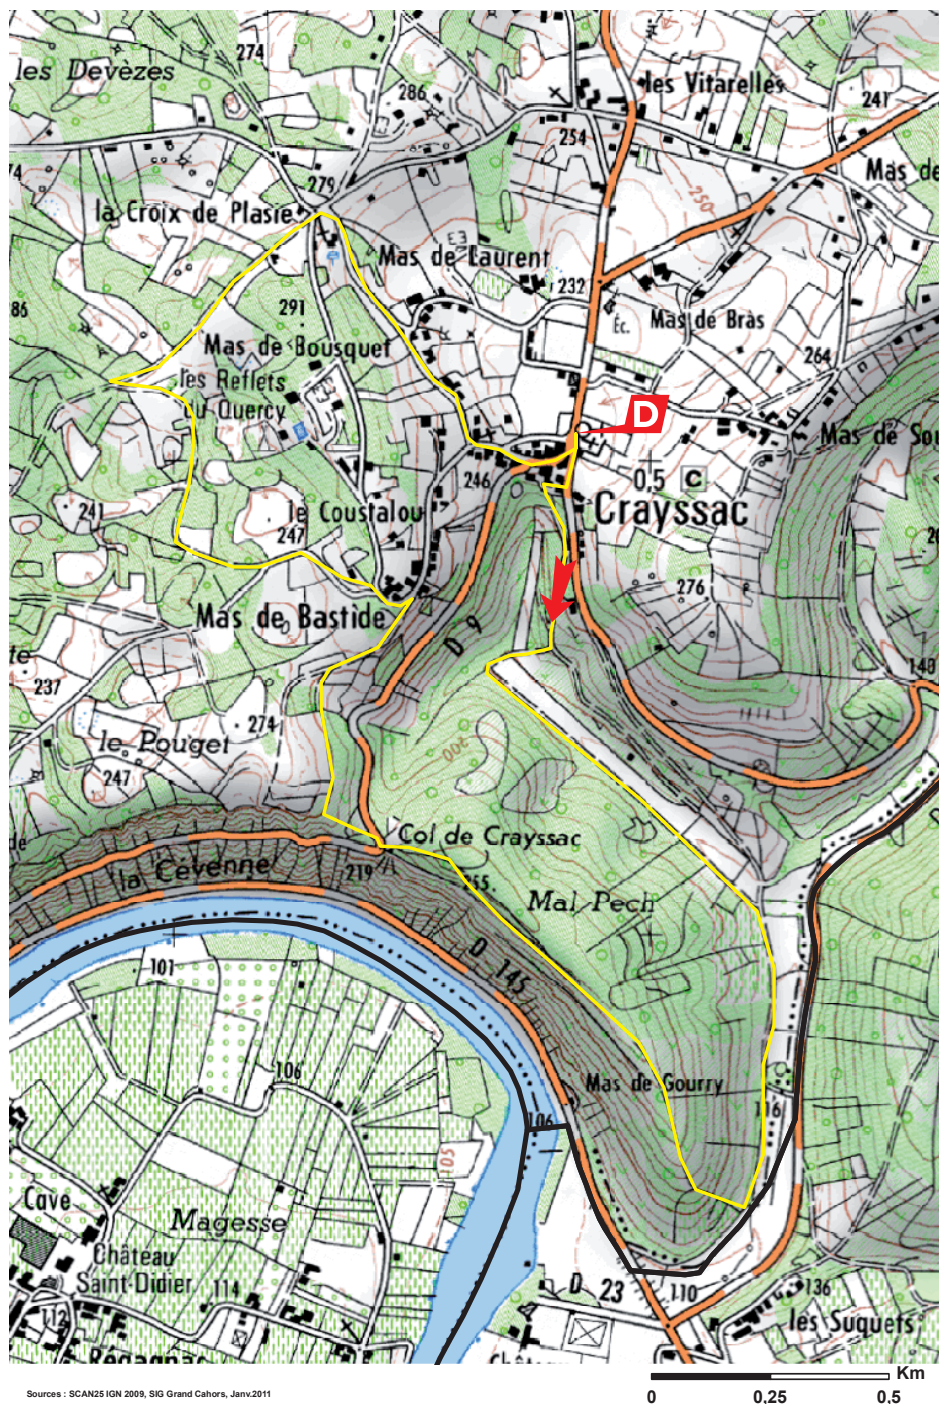 274
les Devèzes
286
les Vitarelles
241
254
Mas de
279
la Croix de Plasie
250
Mas de Laurent
232
86
291
Éc.
Mas de Bras
Mas de Bousquet
264
les Reflets
du Quercy
D
Mas de Sou
246
0,5 C
Crayssac
241
le Coustalou
247
276
Mas de Bastide
D 9
140
237
274
le Pouget
300
247
Col de Crayssac
la Cévenne
219
Mal Pech
D 145
101
106
Mas de Gourry
106
116
105
Cave
Magesse
Château
Saint-Didier
114
D 23
110
136
les Suquets
112
Régagnac
Sources : SCAN25 IGN 2009, SIG Grand Cahors, Janv.2011
Km
0 0,25 0,5